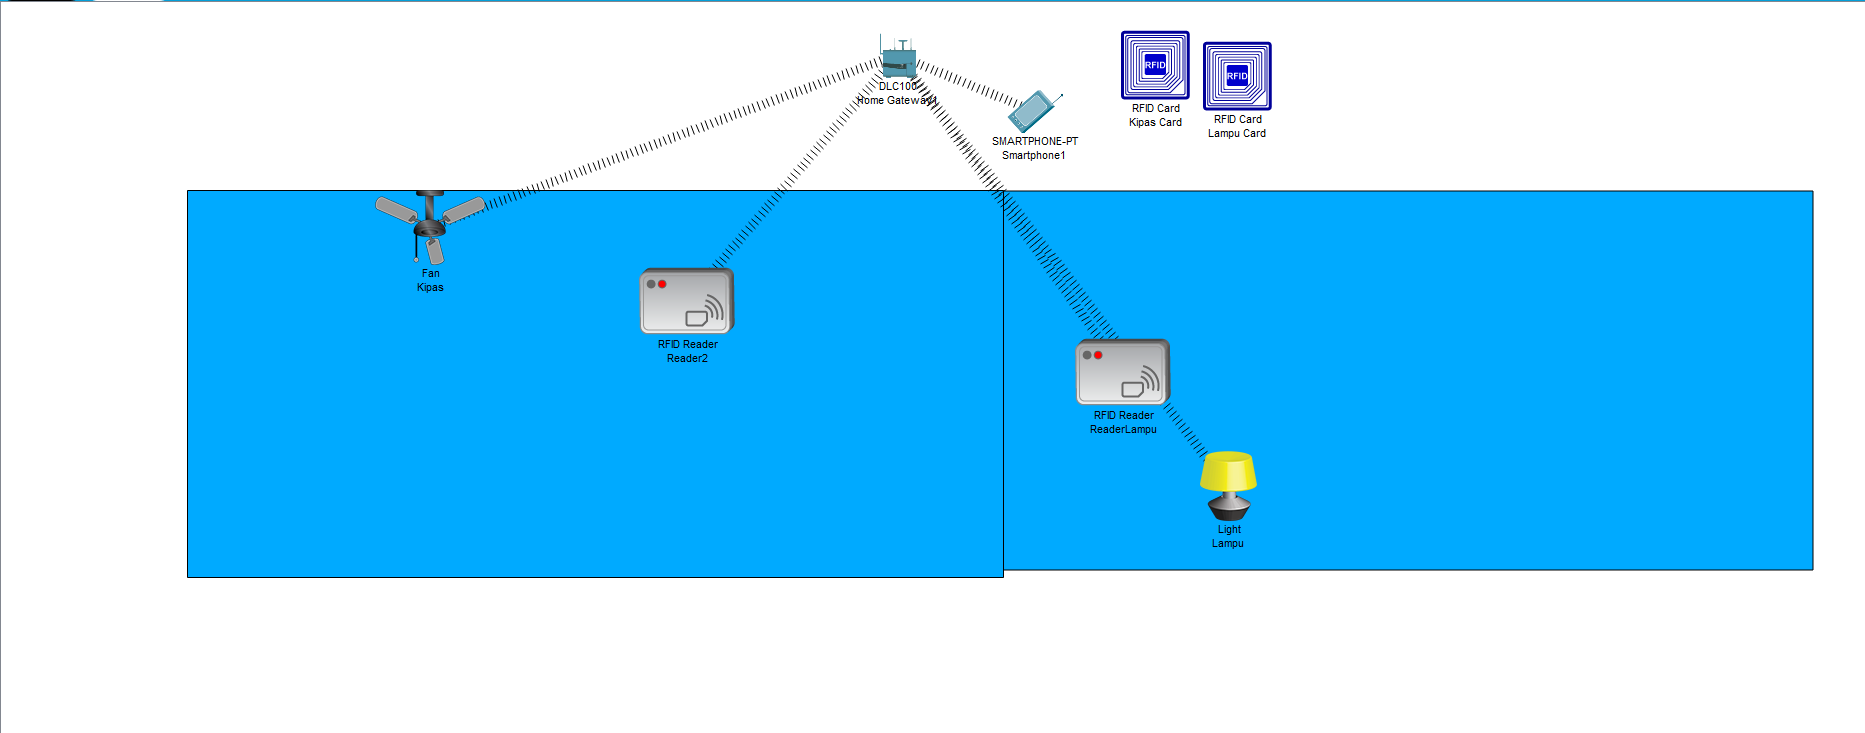 DLC100
Home Gateway1
SMARTPHONE-PT
Smartphone1
RFID
RFID Card
Kipas Card
RFID
RFID Card
Lampu Card
Fan
Kipas
RFID Reader
Reader2
RFID Reader
ReaderLampu
Light
Lampu